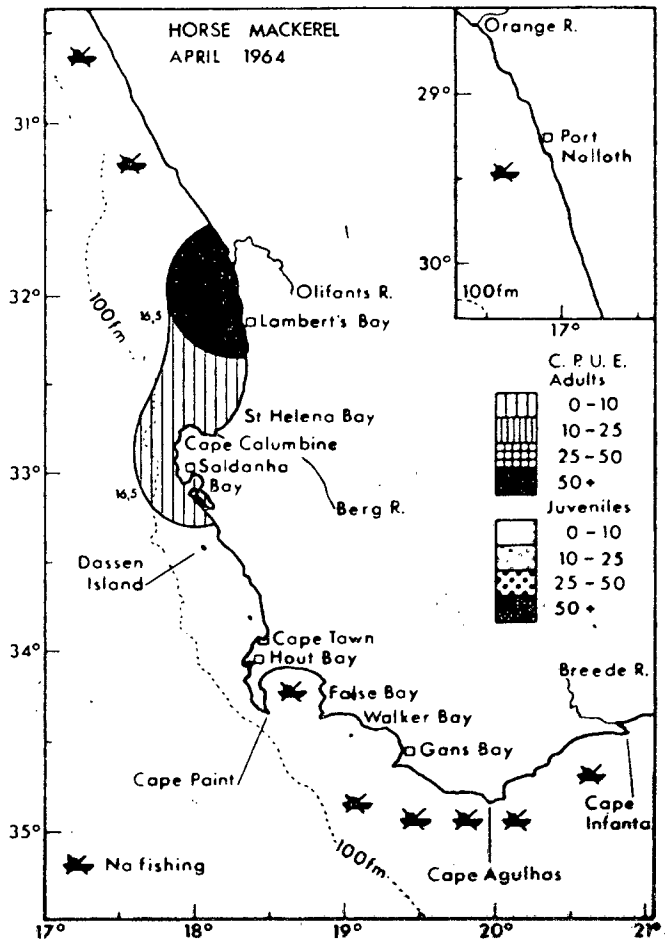 HORSE MACKEREL
APRIL 1964
Orange R.
29°
Port
Nolloth
30°
100fm
17°
31°
32°
33°
34°
35°
100fm
16,5
Olifants R.
Lambert's Bay
St Helena Bay
Cape Calumbine
Saldanha
Bay
16,5
Berg R.
Dassen
Island
Cape Town
Hout Bay
False Bay
Walker Bay
Gans Bay
Breede R.
Cape Paint
Cape
Infanta
Cape Agulhas
100fm
C. P. U. E.
Adults
0-10
10-25
25-50
50+
Juveniles
0-10
10-25
25-50
50+
No fishing
17°
18°
19°
20°
21°